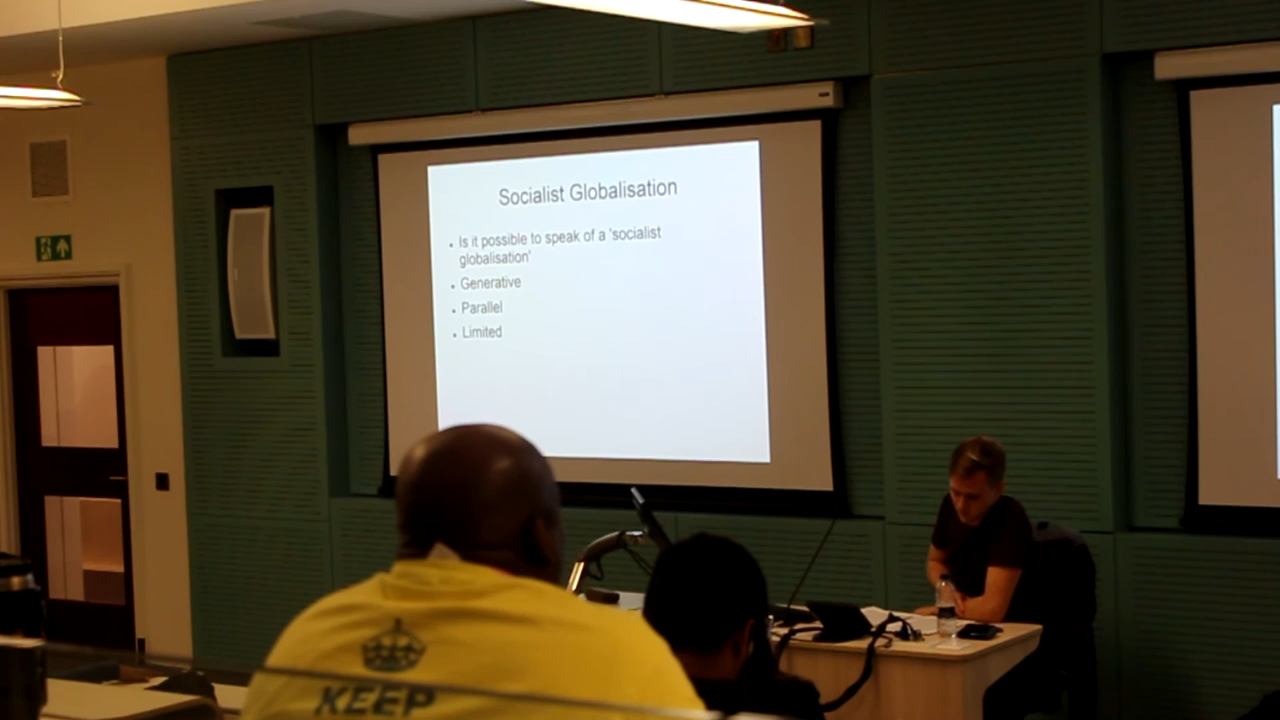 Socialist Globalisation
• Is it possible to speak of a 'socialist
globalisation'
• Generative
• Parallel
• Limited
KEEP